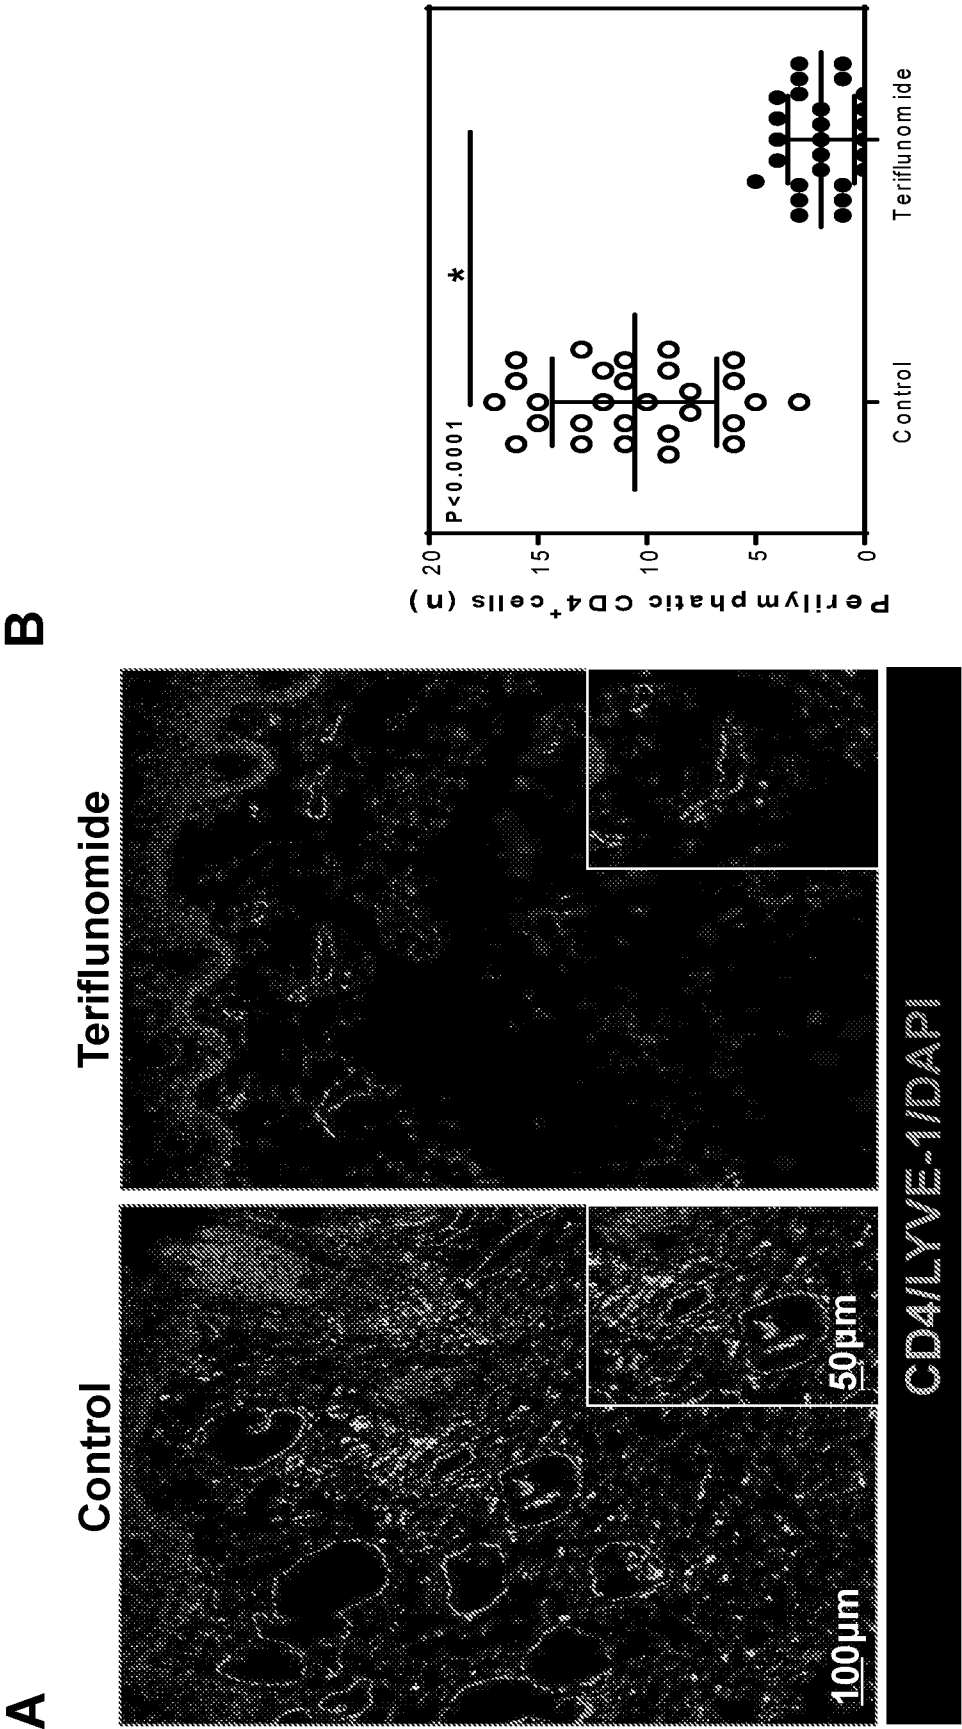 A
Control
Teriflunomide
100µm
50µm
CD4/LYVE-1/DAPI
B
Perilymphatic CD4+cells (n)
20
15
10
5
0
P<0.0001
*
Control
Teriflunomide